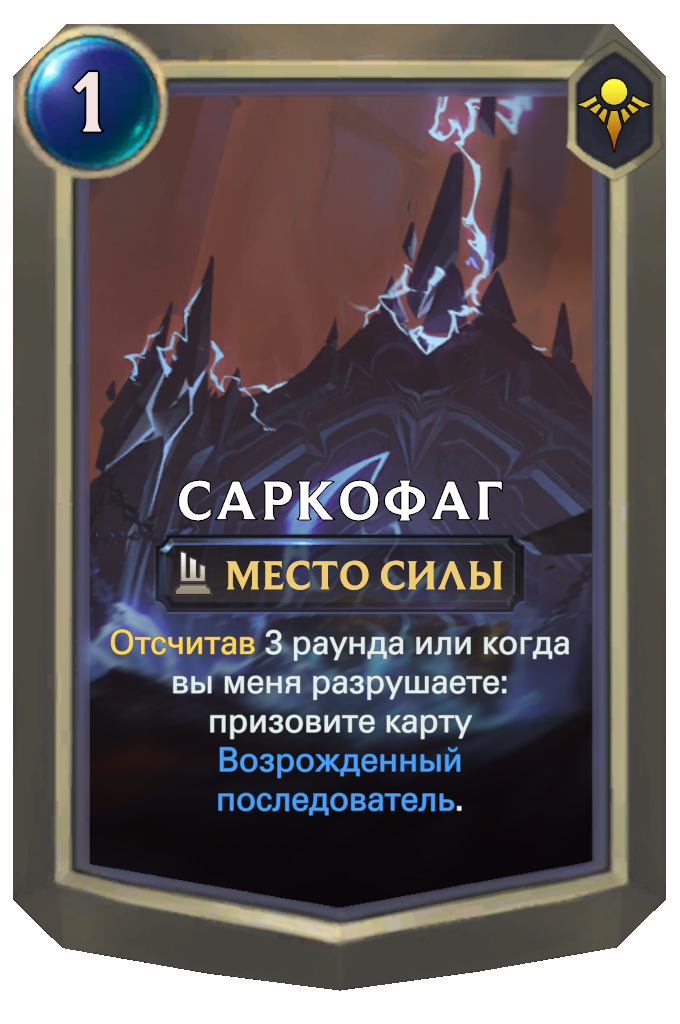 1
САРКОФАГ
МЕСТО СИЛЫ
Отсчитав 3 раунда или когда
вы меня разрушаете:
призовите карту
Возрожденный
последователь.